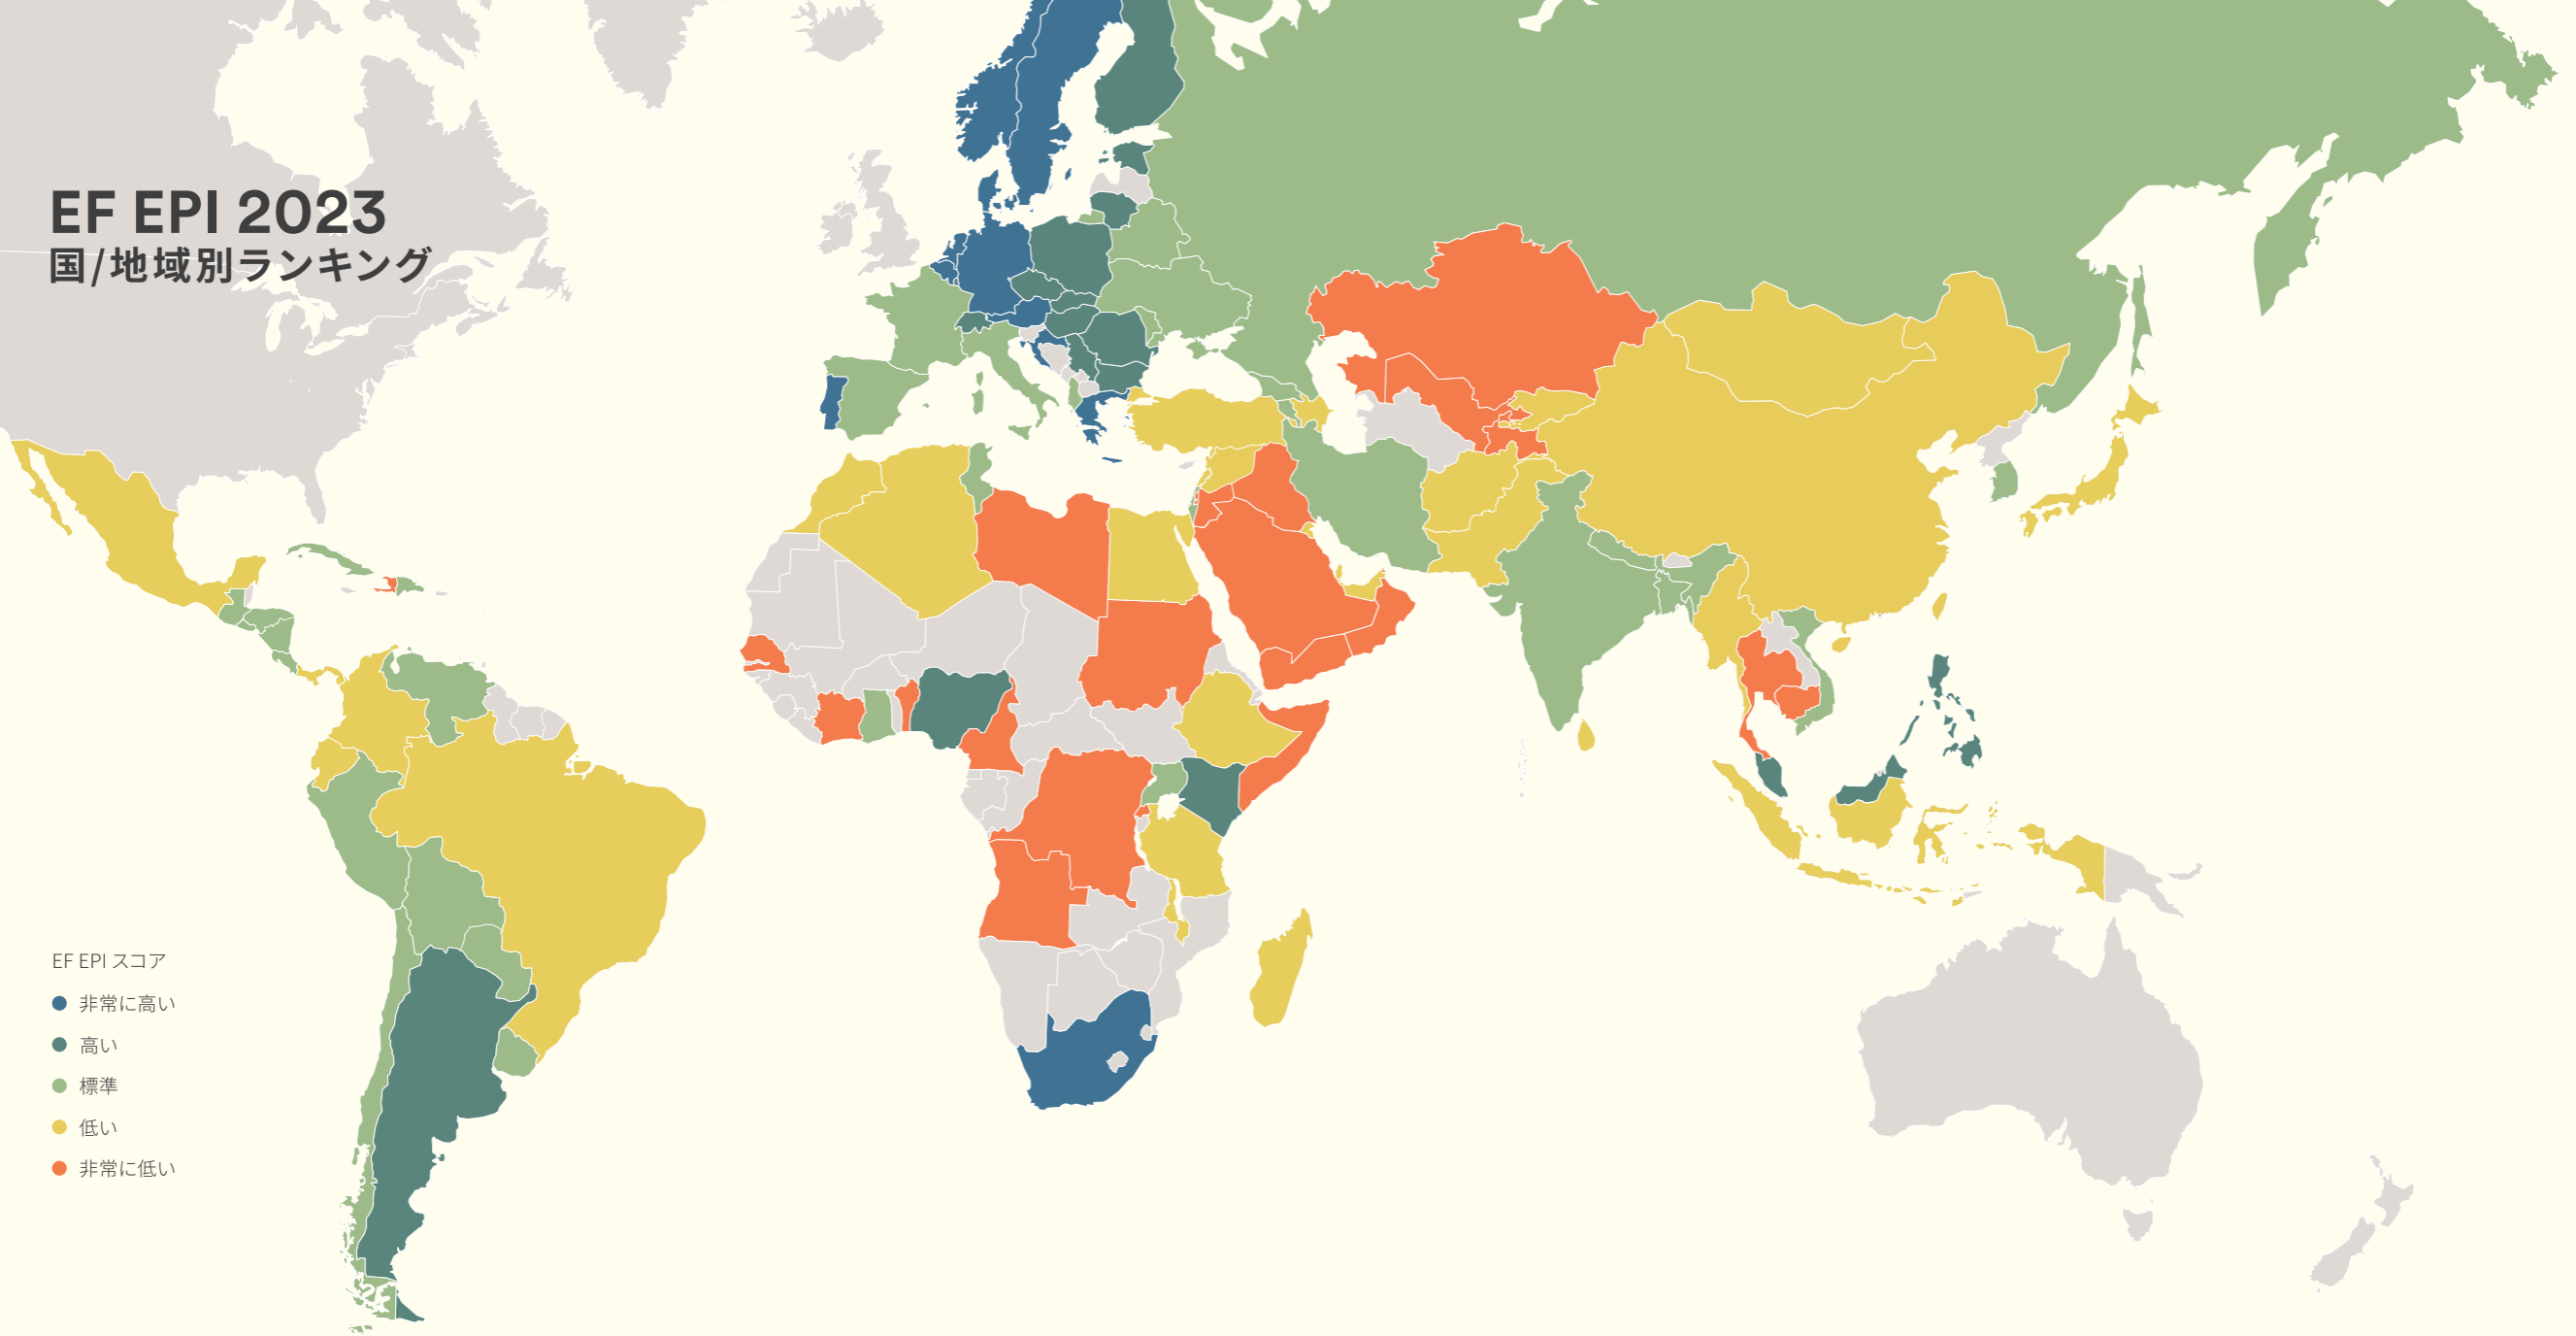 EF EPI 2023
国/地域別ランキング
EF EPI スコア
非常に高い
高い
標準
低い
非常に低い